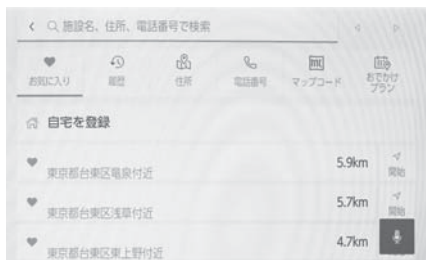 施設名、住所、電話番号で検索
お気に入り
履歴
住所
電話番号
マップコード
おでかけ
プラン
自宅を登録
5.9km
東京都台東区竜泉付近
開始
5.7km
東京都台東区浅草付近
開始
4.7km
東京都台東区東上野付近